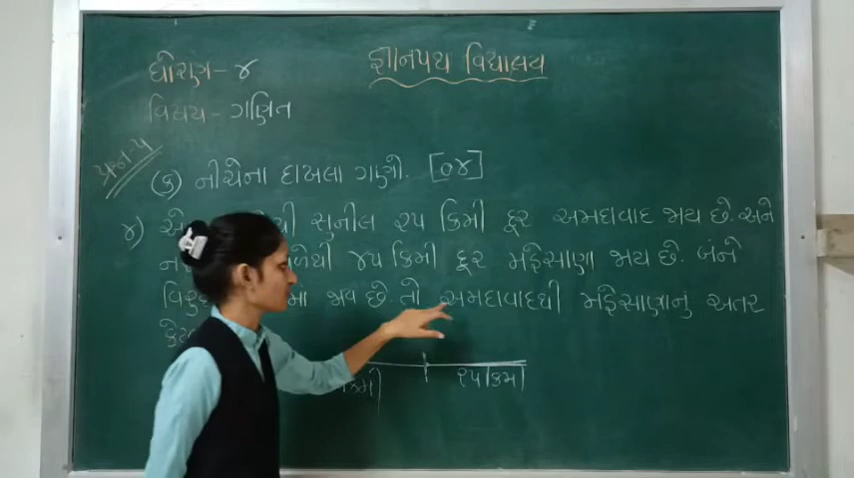 જ્ઞાનપથ વિદ્યાલય
ધોરણ-૪
વિષય- ગણિત
પ્રશ્ન-૫
(ક) નીચેના દાખલા ગણો. [૦૪]
૪) સુનીલ ૨૫ કિમી દૂર અમદાવાદ જાય છે. અને
૪૫ કિમી દૂર મહેસાણા જાય છે. બંને
જાય છે. તો અમદાવાદથી મહેસાણાનું અંતર
કિમી ૨૫ કિમી